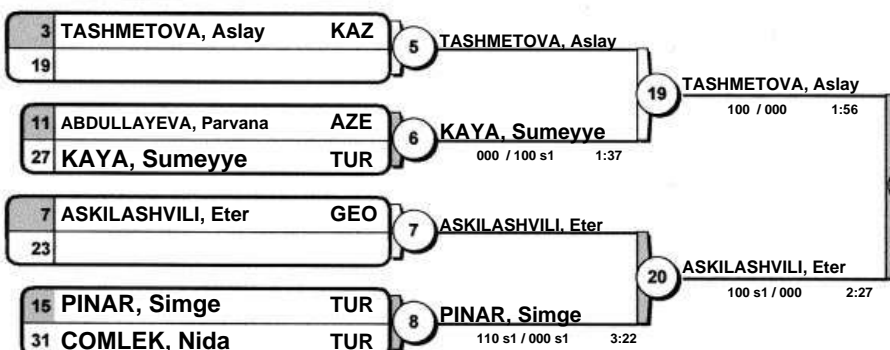 3 TASHMETOVA, Aslay KAZ
19
5 TASHMETOVA, Aslay
11 ABDULLAYEVA, Parvana AZE
27 KAYA, Sumeyye TUR
6 KAYA, Sumeyye
000 / 100 s1 1:37
19 TASHMETOVA, Aslay
100 / 000 1:56
7 ASKILASHVILI, Eter GEO
23
7 ASKILASHVILI, Eter
15 PINAR, Simge TUR
31 COMLEK, Nida TUR
8 PINAR, Simge
110 s1 / 000 s1 3:22
20 ASKILASHVILI, Eter
100 s1 / 000 2:27